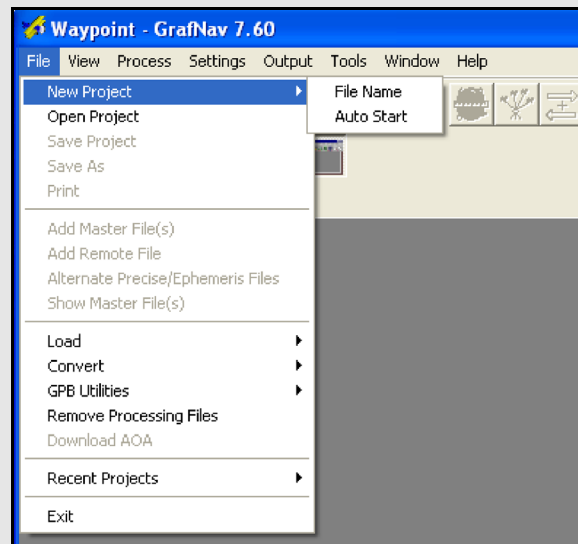 Waypoint - GrafNav 7.60
File View Process Settings Output Tools Window Help
New Project
File Name
Open Project
Auto Start
Save Project
Save As
Print
Add Master File(s)
Add Remote File
Alternate Precise/Ephemeris Files
Show Master File(s)
Load
Convert
GPB Utilities
Remove Processing Files
Download AOA
Recent Projects
Exit